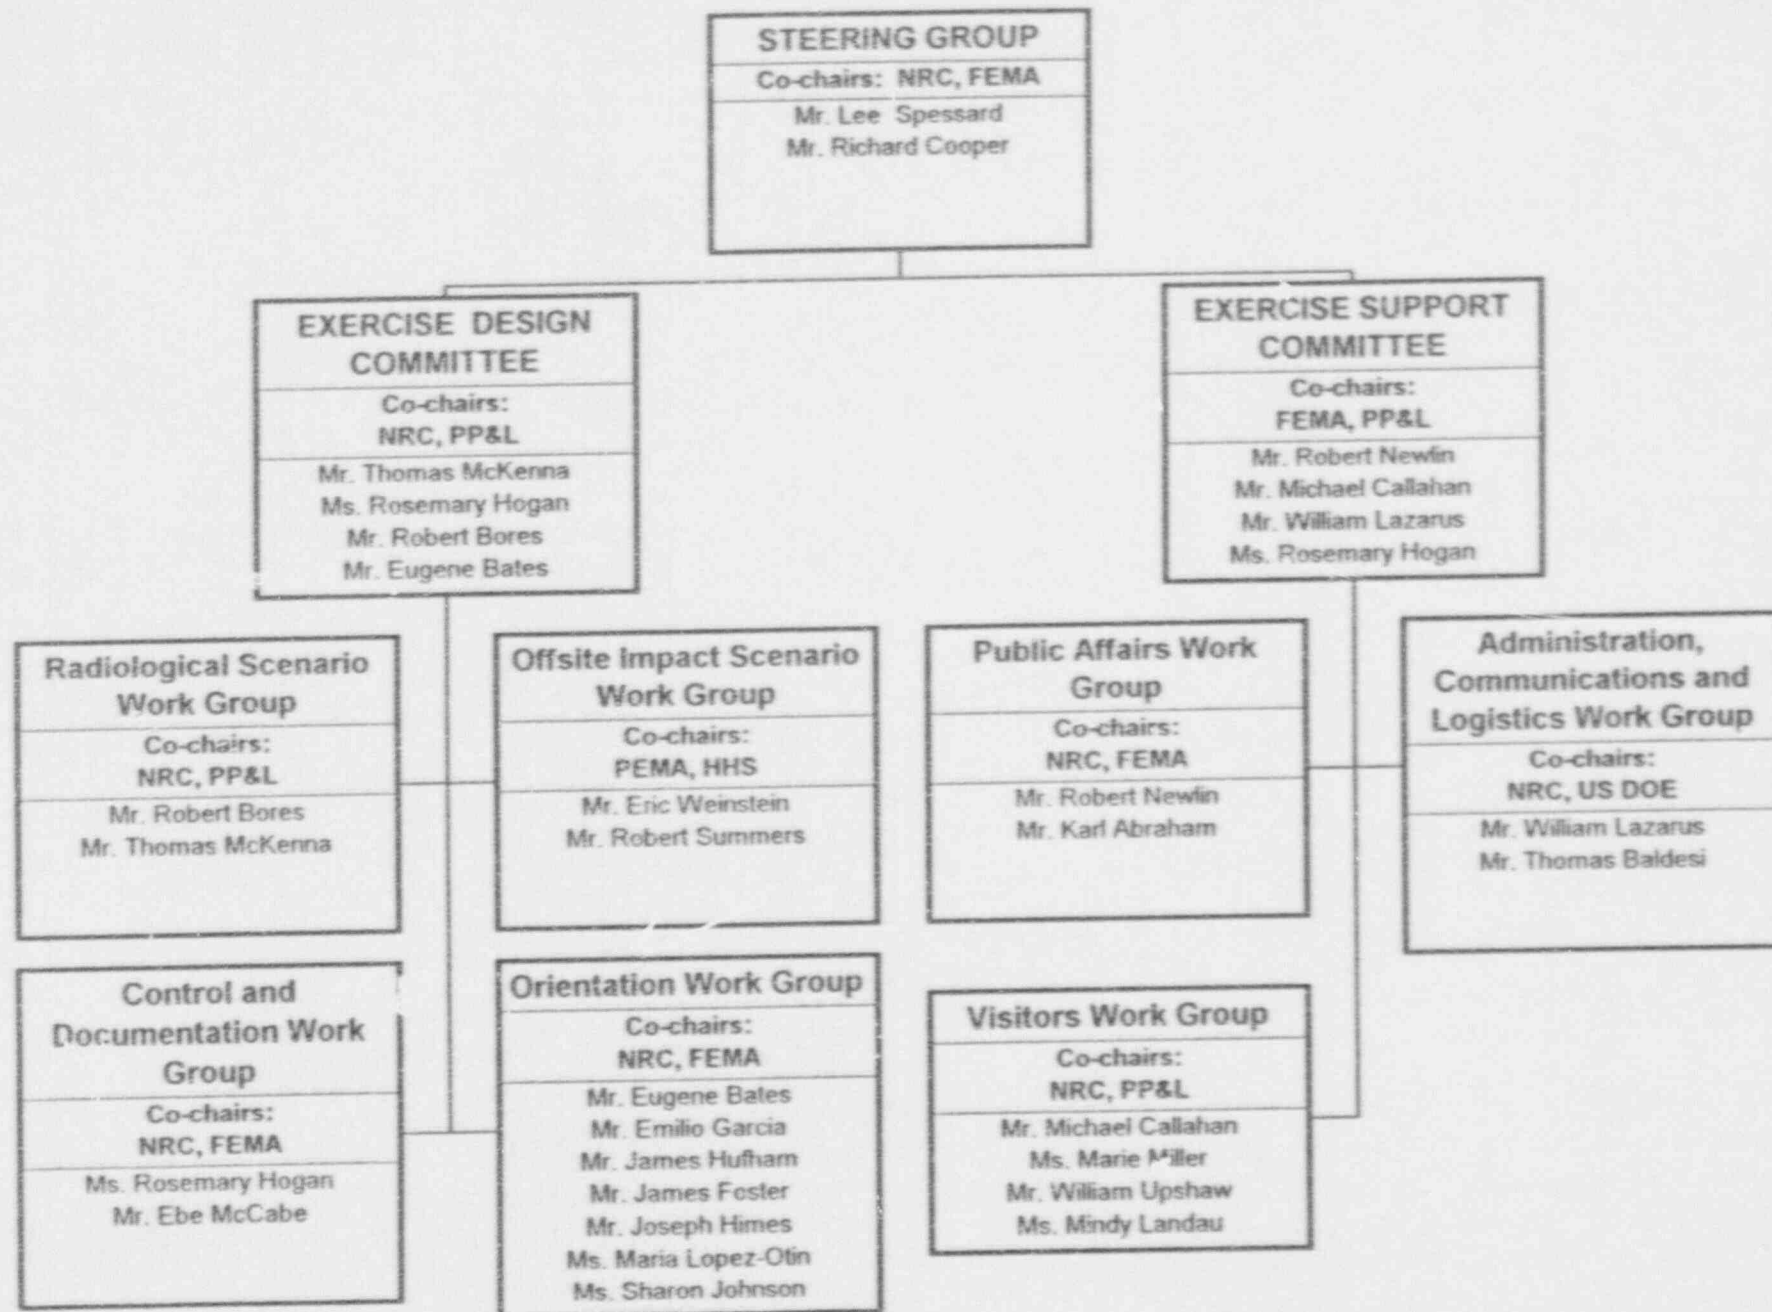 STEERING GROUP
Co-chairs: NRC, FEMA
Mr. Lee Spessard
Mr. Richard Cooper
EXERCISE DESIGN
COMMITTEE
Co-chairs:
NRC, PP&L
Mr. Thomas McKenna
Ms. Rosemary Hogan
Mr. Robert Bores
Mr. Eugene Bates
EXERCISE SUPPORT
COMMITTEE
Co-chairs:
FEMA, PP&L
Mr. Robert Newlin
Mr. Michael Callahan
Mr. William Lazarus
Ms. Rosemary Hogan
Radiological Scenario
Work Group
Co-chairs:
NRC, PP&L
Mr. Robert Bores
Mr. Thomas McKenna
Offsite Impact Scenario
Work Group
Co-chairs:
PEMA, HHS
Mr. Eric Weinstein
Mr. Robert Summers
Public Affairs Work
Group
Co-chairs:
NRC, FEMA
Mr. Robert Newlin
Mr. Karl Abraham
Administration,
Communications and
Logistics Work Group
Co-chairs:
NRC, US DOE
Mr. William Lazarus
Mr. Thomas Baldesi
Control and
Documentation Work
Group
Co-chairs:
NRC, FEMA
Ms. Rosemary Hogan
Mr. Ebe McCabe
Orientation Work Group
Co-chairs:
NRC, FEMA
Mr. Eugene Bates
Mr. Emilio Garcia
Mr. James Hufham
Mr. James Foster
Mr. Joseph Himes
Ms. Maria Lopez-Otin
Ms. Sharon Johnson
Visitors Work Group
Co-chairs:
NRC, PP&L
Mr. Michael Callahan
Ms. Marie Miller
Mr. William Upshaw
Ms. Mindy Landau